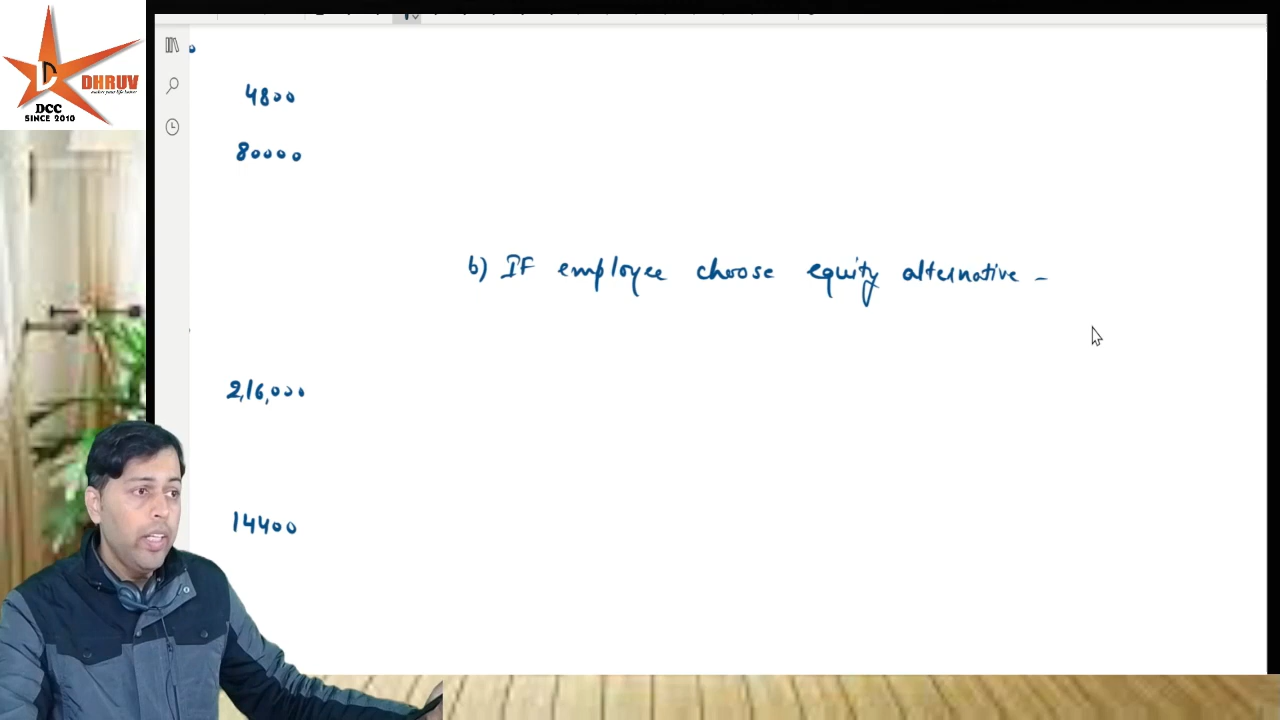 DHRUV
DCC
SINCE 2010
4800
80000
b) IF employee choose equity alternative -
2,16,000
14400